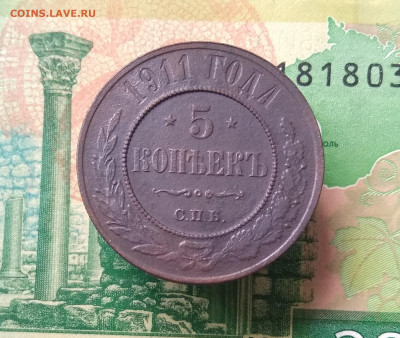 COINS.LAVE.RU
1911 ГОДА
181803
5
КОПѢЕКЪ
С.П.Б.